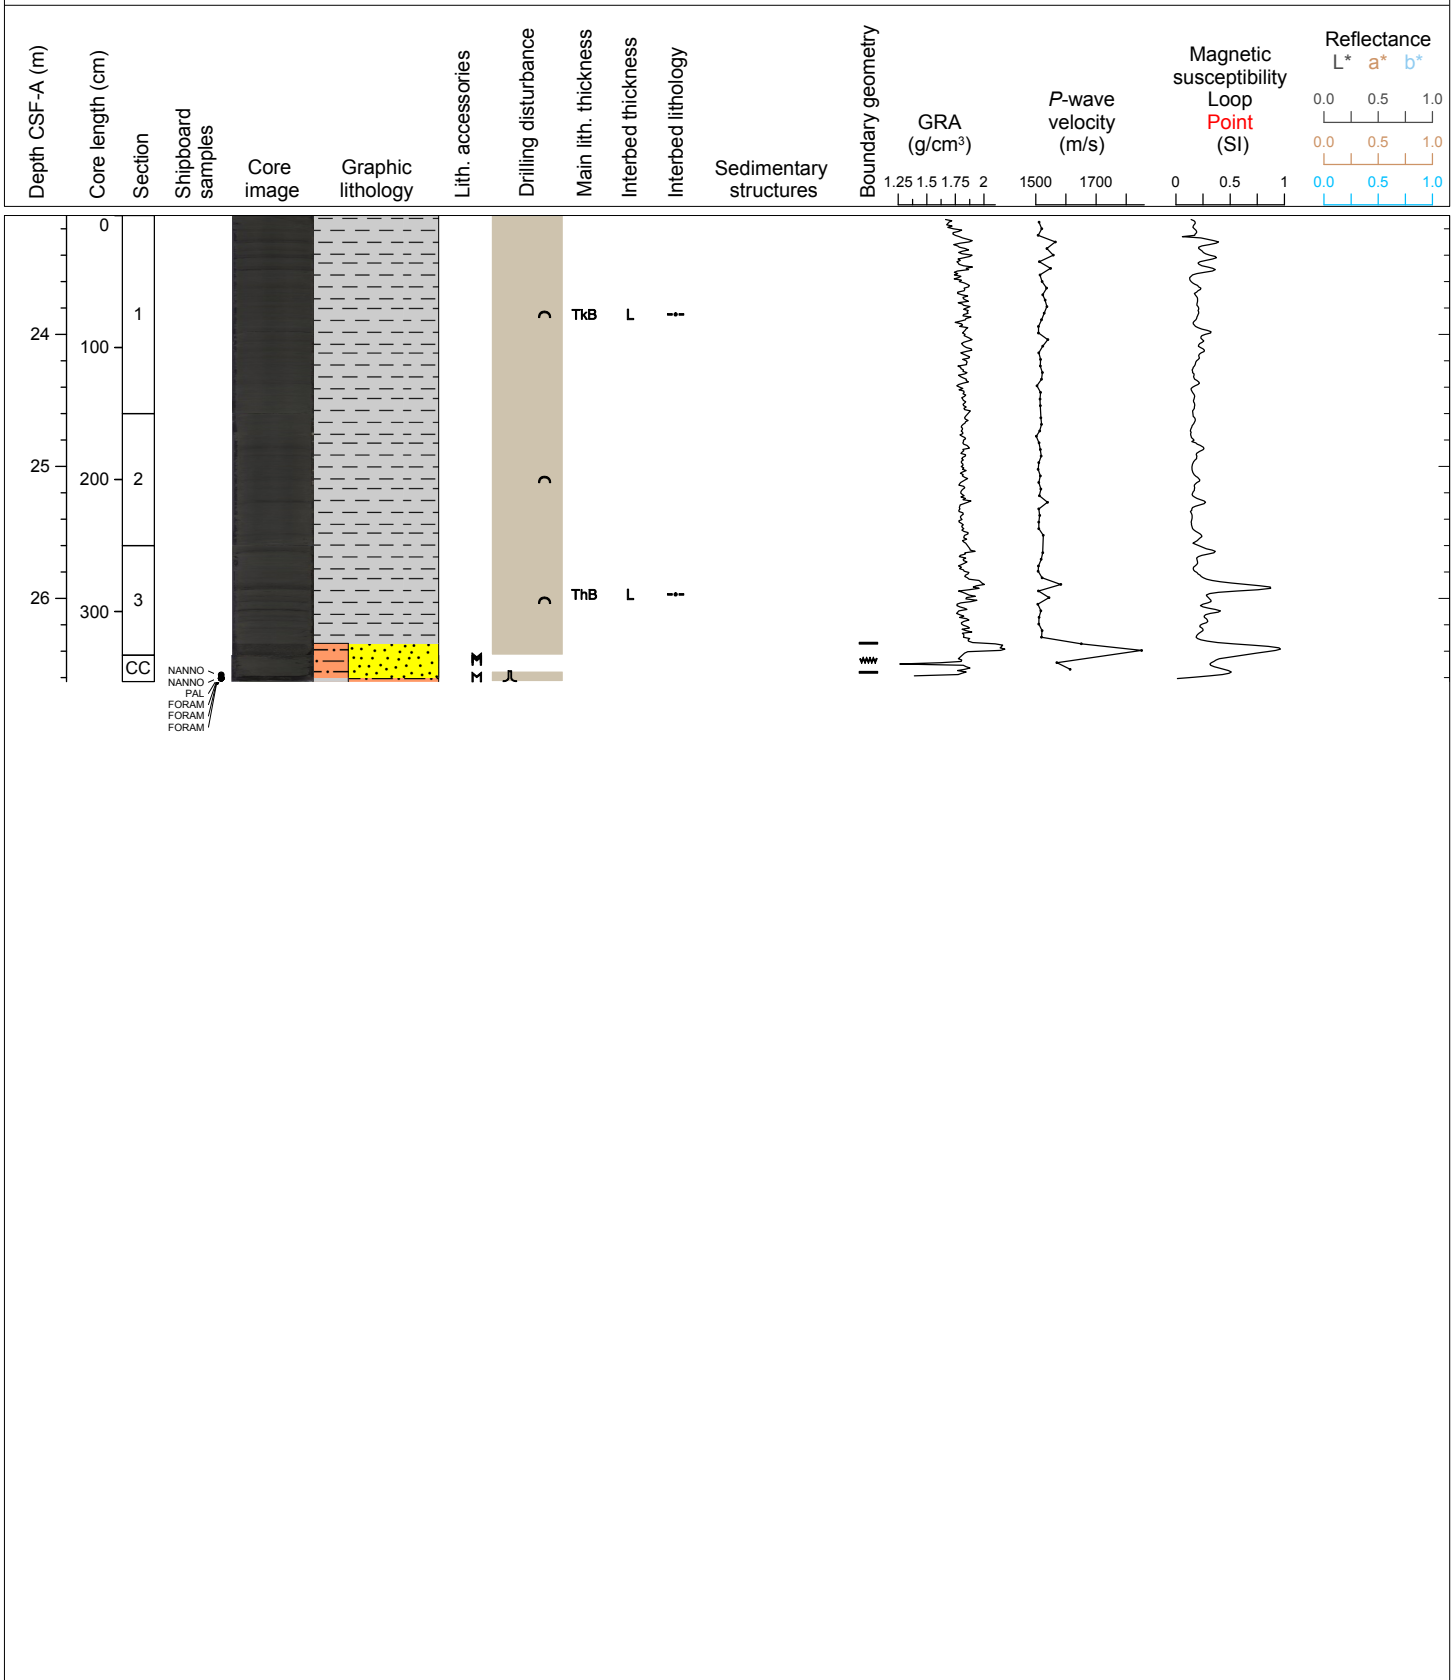 Depth CSF-A (m)
Core length (cm)
Section
Shipboard
samples
Core
image
Graphic
lithology
Lith. accessories
Drilling disturbance
Main lith. thickness
Interbed thickness
Interbed lithology
Sedimentary
structures
Boundary geometry
GRA
(g/cm³)
1.25 1.5 1.75 2
P-wave
velocity
(m/s)
1500 1700
Magnetic
susceptibility
Loop
Point
(SI)
0 0.5 1
Reflectance
L* a* b*
0.0 0.5 1.0
0.0 0.5 1.0
0.0 0.5 1.0
0
1
TkB L
24
100
25
200
2
ThB L
26
300
3
CC
M
M
NANNO
NANNO
PAL
FORAM
FORAM
FORAM